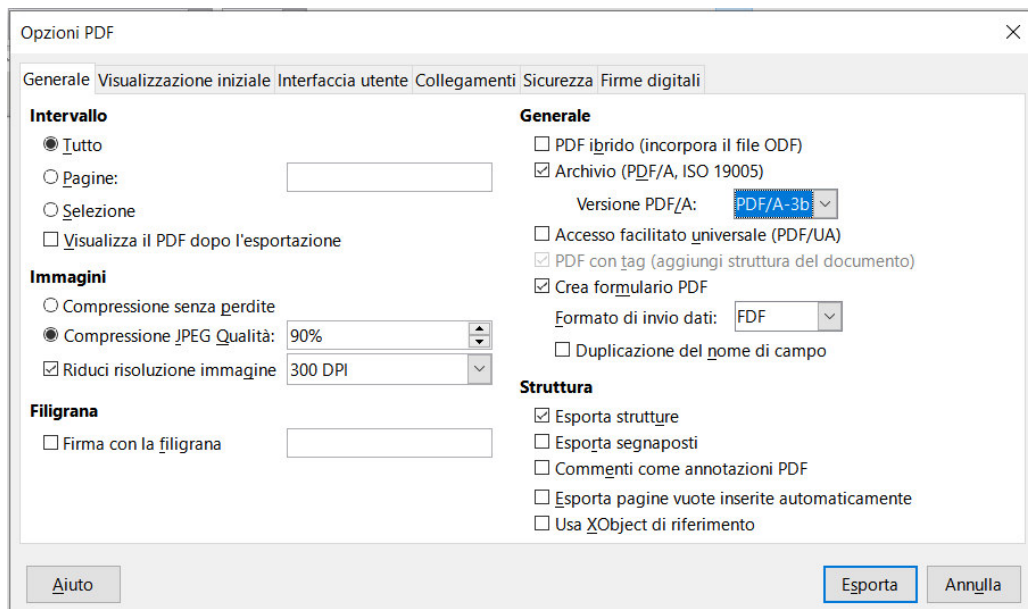 Opzioni PDF
Generale Visualizzazione iniziale Interfaccia utente Collegamenti Sicurezza Firme digitali
Intervallo
Tutto
Pagine:
Selezione
Visualizza il PDF dopo l'esportazione
Immagini
Compressione senza perdite
Compressione JPEG Qualità: 90%
Riduci risoluzione immagine 300 DPI
Filigrana
Firma con la filigrana
Generale
PDF ibrido (incorpora il file ODF)
Archivio (PDF/A, ISO 19005)
Versione PDF/A: PDF/A-3b
Accesso facilitato universale (PDF/UA)
PDF con tag (aggiungi struttura del documento)
Crea formulario PDF
Formato di invio dati: FDF
Duplicazione del nome di campo
Struttura
Esporta strutture
Esporta segnaposti
Commenti come annotazioni PDF
Esporta pagine vuote inserite automaticamente
Usa XObject di riferimento
Aiuto
Esporta
Annulla